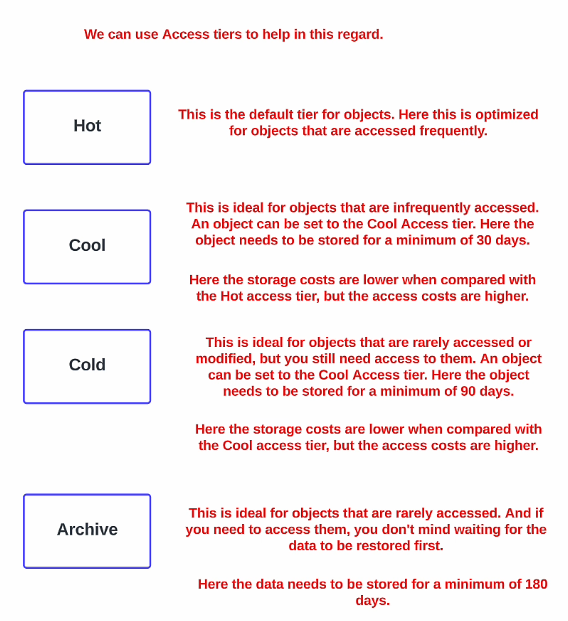 We can use Access tiers to help in this regard.
Hot
This is the default tier for objects. Here this is optimized
for objects that are accessed frequently.
Cool
This is ideal for objects that are infrequently accessed.
An object can be set to the Cool Access tier. Here the
object needs to be stored for a minimum of 30 days.
Here the storage costs are lower when compared with
the Hot access tier, but the access costs are higher.
Cold
This is ideal for objects that are rarely accessed or
modified, but you still need access to them. An object
can be set to the Cool Access tier. Here the object
needs to be stored for a minimum of 90 days.
Here the storage costs are lower when compared with
the Cool access tier, but the access costs are higher.
Archive
This is ideal for objects that are rarely accessed. And if
you need to access them, you don't mind waiting for the
data to be restored first.
Here the data needs to be stored for a minimum of 180
days.